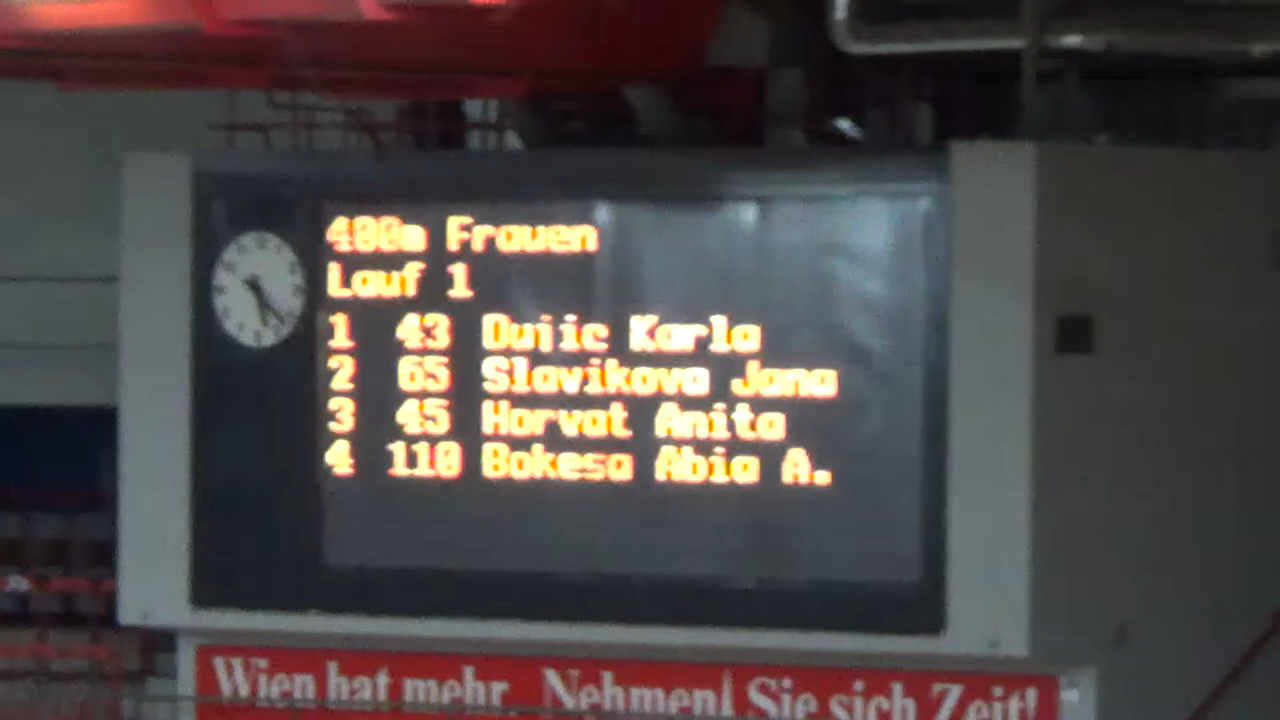 400m Frauen
Lauf 1
1 43 Dujic Karla
2 65 Slavikova Jana
3 45 Horvat Anita
4 110 Bokesa Abia A.
Wien hat mehr. Nehmen Sie sich Zeit!